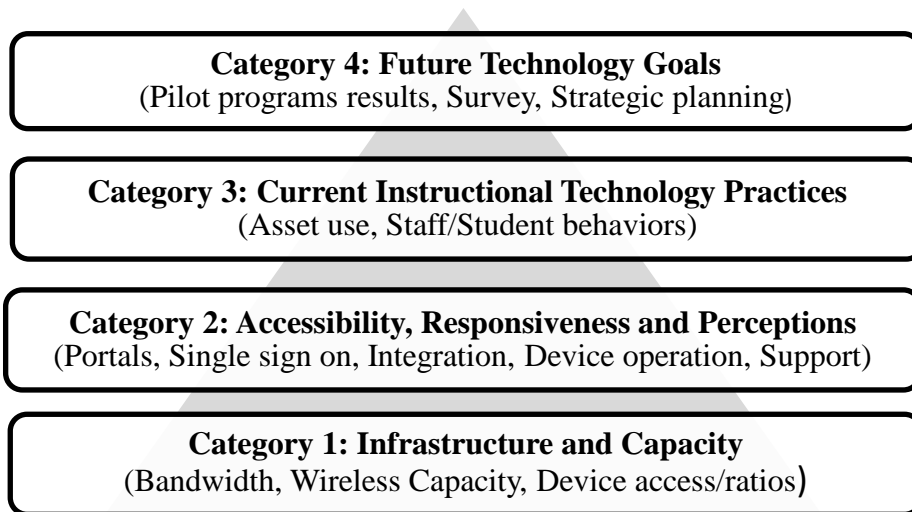 Category 4: Future Technology Goals
(Pilot programs results, Survey, Strategic planning)
Category 3: Current Instructional Technology Practices
(Asset use, Staff/Student behaviors)
Category 2: Accessibility, Responsiveness and Perceptions
(Portals, Single sign on, Integration, Device operation, Support)
Category 1: Infrastructure and Capacity
(Bandwidth, Wireless Capacity, Device access/ratios)